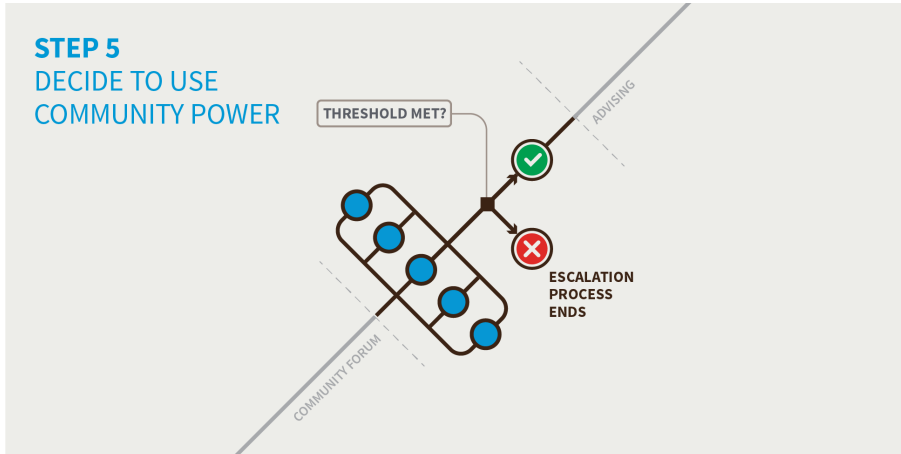 STEP 5
DECIDE TO USE
COMMUNITY POWER
THRESHOLD MET?
ADVISING
ESCALATION
PROCESS
ENDS
COMMUNITY FORUM